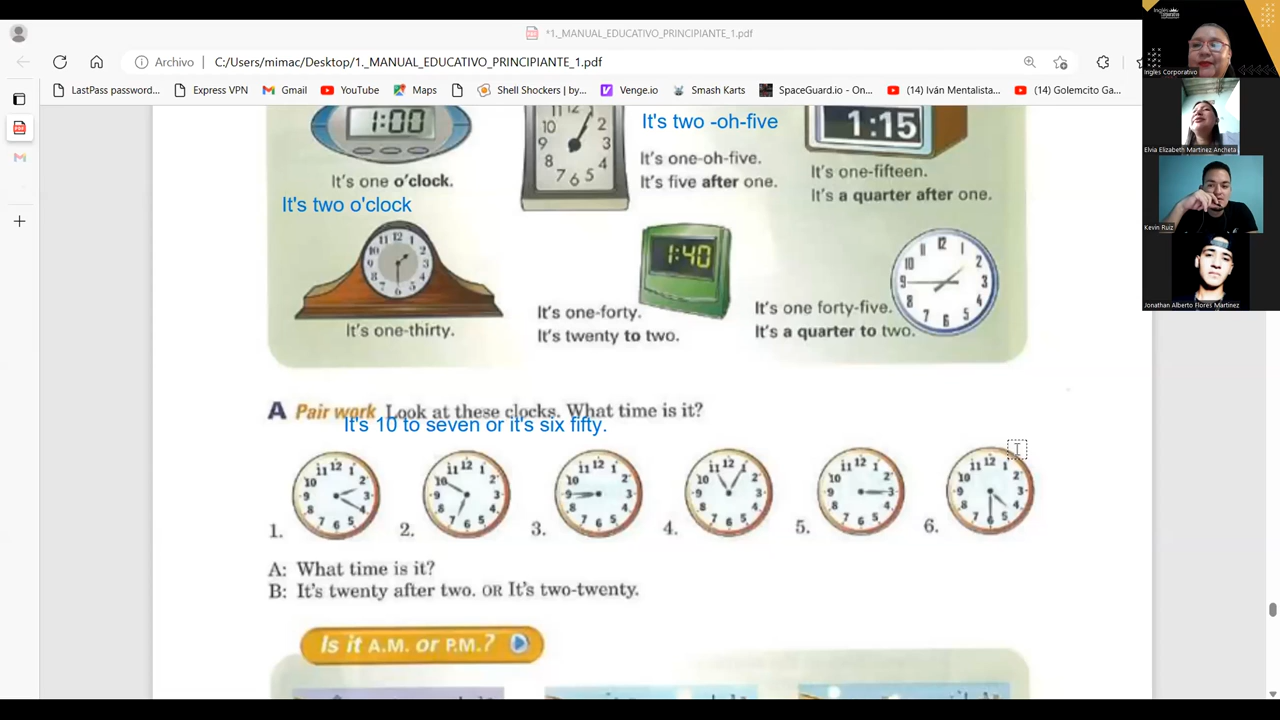 *1._MANUAL_EDUCATIVO_PRINCIPIANTE_1.pdf
Archivo C:/Users/mimac/Desktop/1._MANUAL_EDUCATIVO_PRINCIPIANTE_1.pdf
LastPass password... Express VPN Gmail YouTube Maps Shell Shockers | by... Venge.io Smash Karts SpaceGuard.io - On... (14) Iván Mentalista... (14) Golemcito Ga...
Inglés Corporativo
Elvia Elizabeth Martinez Ancheta
Kevin Ruiz
Jonathan Alberto Flores Martinez
1:00
1:15
It's two -oh-five
It's one-oh-five.
It's five after one.
It's one o'clock.
It's one-fifteen.
It's a quarter after one.
It's two o'clock
1:40
It's one-thirty.
It's one-forty.
It's twenty to two.
It's one forty-five.
It's a quarter to two.
A Pair work Look at these clocks. What time is it?
It's 10 to seven or it's six fifty.
1. 2. 3. 4. 5. 6.
A: What time is it?
B: It's twenty after two. OR It's two-twenty.
Is it A.M. or P.M.?